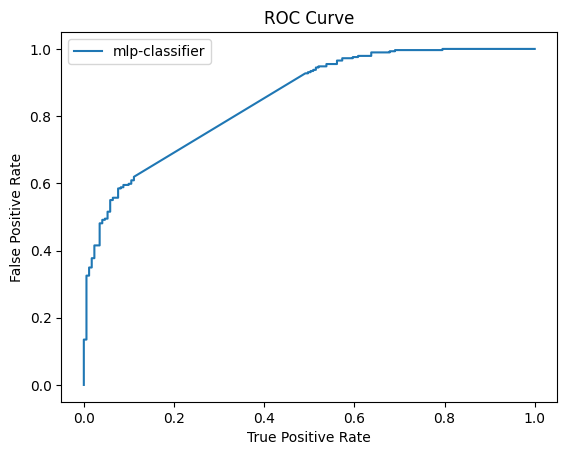 ROC Curve
mlp-classifier
False Positive Rate
1.0
0.8
0.6
0.4
0.2
0.0
0.0 0.2 0.4 0.6 0.8 1.0
True Positive Rate